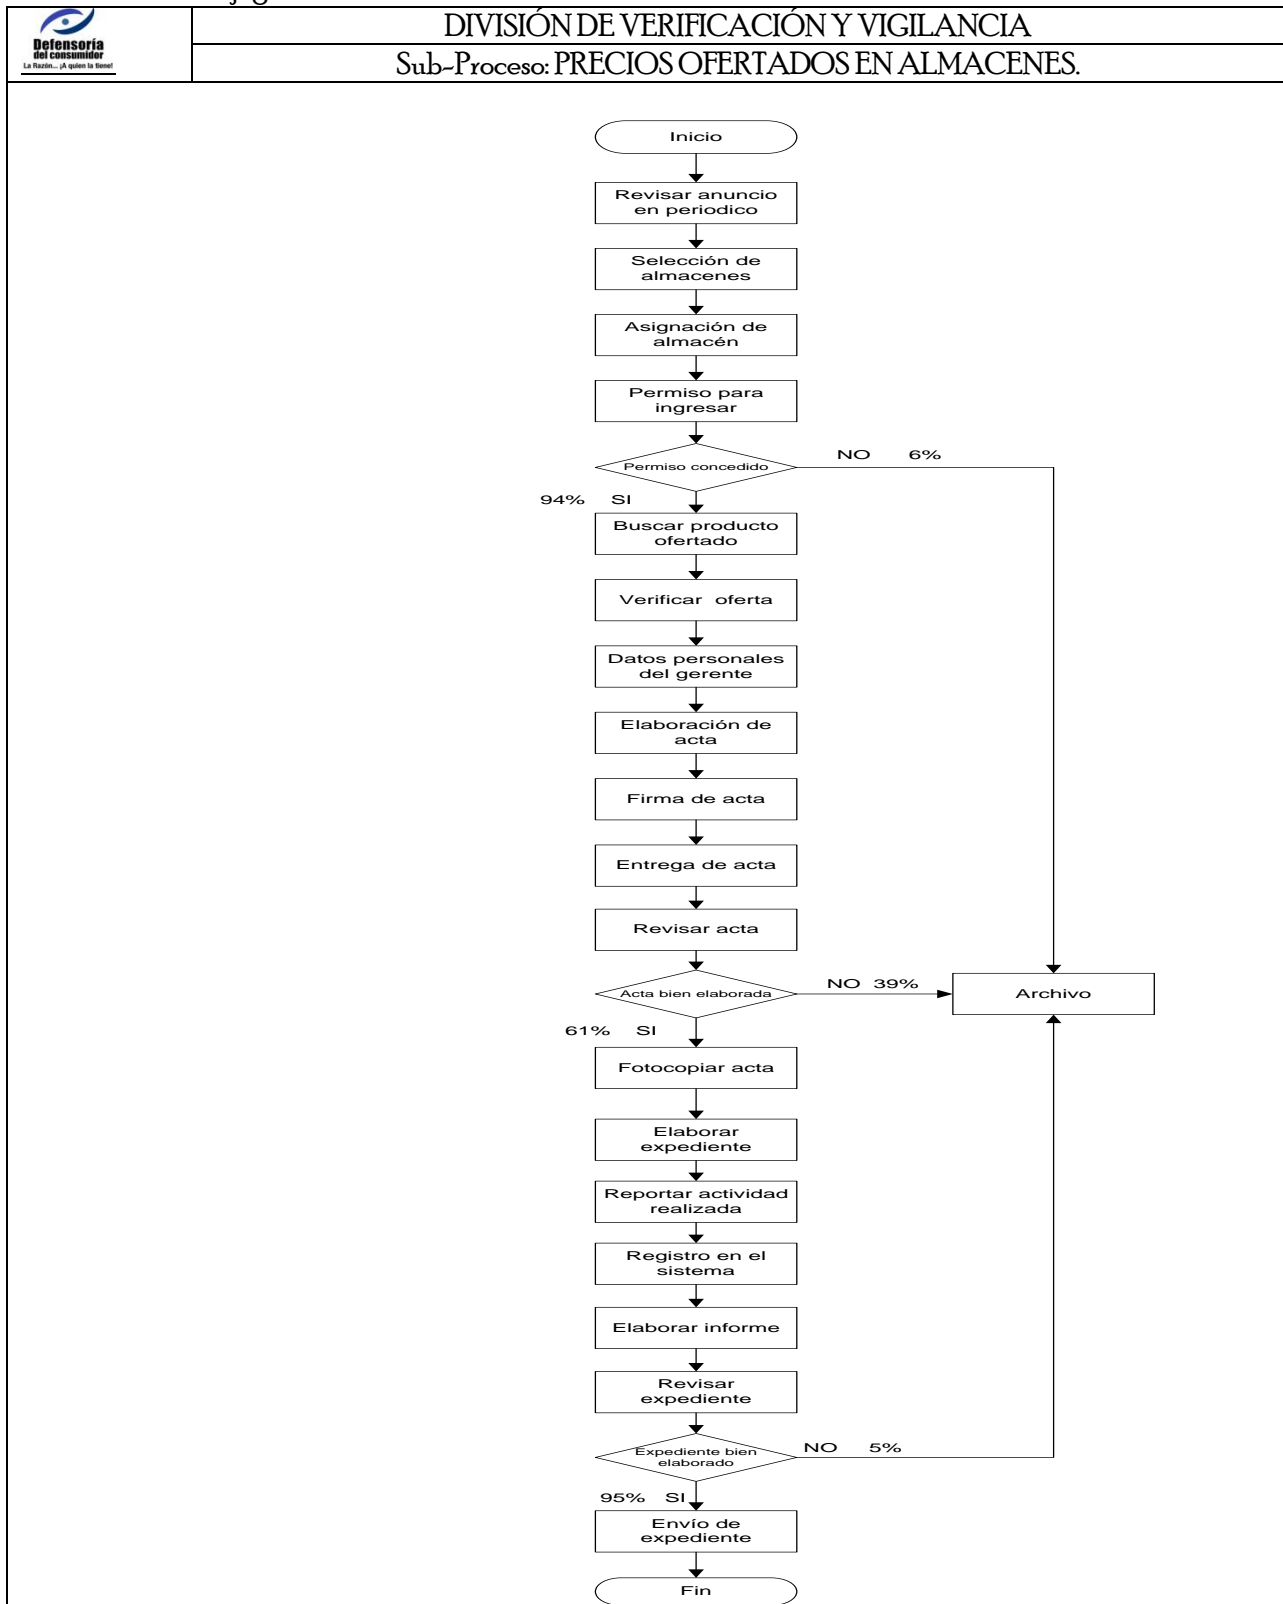 DIVISIÓN DE VERIFICACIÓN Y VIGILANCIA
Defensoría
del consumidor
La Razón... ¡A quien la tiene!
Sub-Proceso: PRECIOS OFERTADOS EN ALMACENES.
Inicio
Revisar anuncio
en periodico
Selección de
almacenes
Asignación de
almacén
Permiso para
ingresar
Permiso concedido
NO 6%
94% SI
Buscar producto
ofertado
Verificar oferta
Datos personales
del gerente
Elaboración de
acta
Firma de acta
Entrega de acta
Revisar acta
Acta bien elaborada
NO 39%
Archivo
61% SI
Fotocopiar acta
Elaborar
expediente
Reportar actividad
realizada
Registro en el
sistema
Elaborar informe
Revisar
expediente
Expediente bien
elaborado
NO 5%
95% SI
Envío de
expediente
Fin